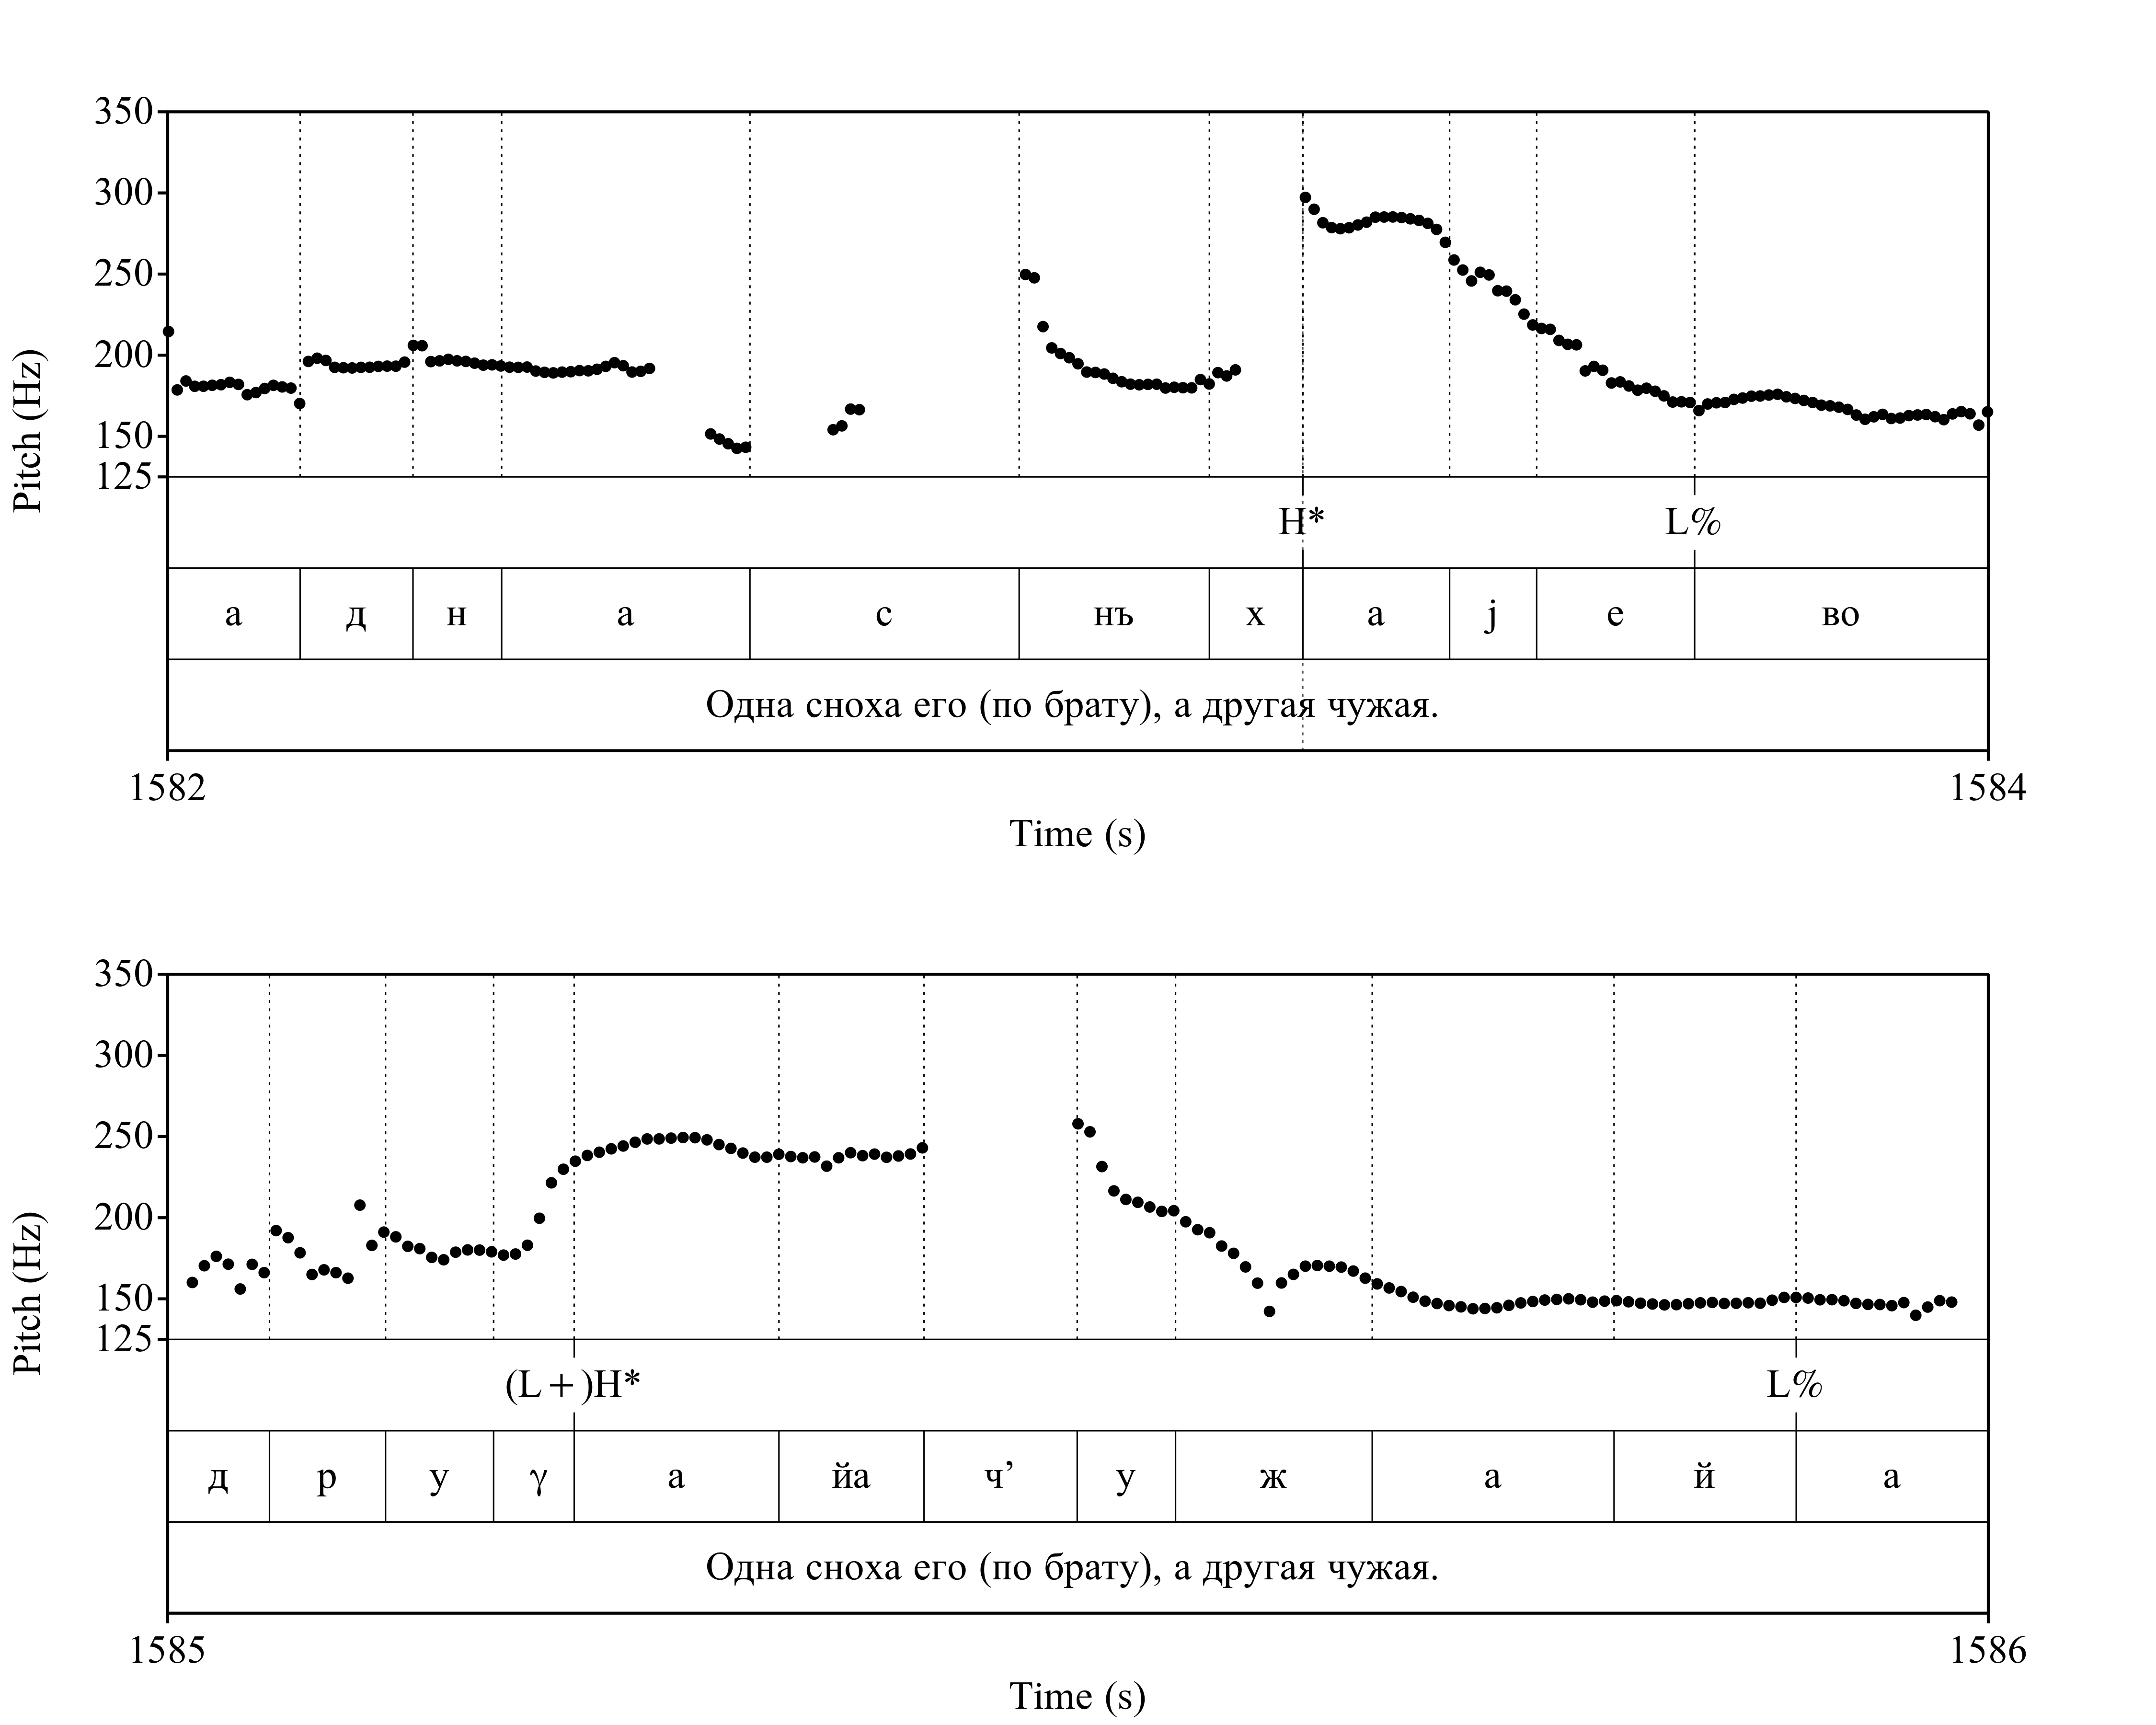 350
300
250
200
150
125
Pitch (Hz)
H* L%
а д н а с нъ х а j е во
Одна сноха его (по брату), а другая чужая.
1582 1584
Time (s)
350
300
250
200
150
125
Pitch (Hz)
(L+)H* L%
д р у γ а йа ч’ у ж а й а
Одна сноха его (по брату), а другая чужая.
1585 1586
Time (s)